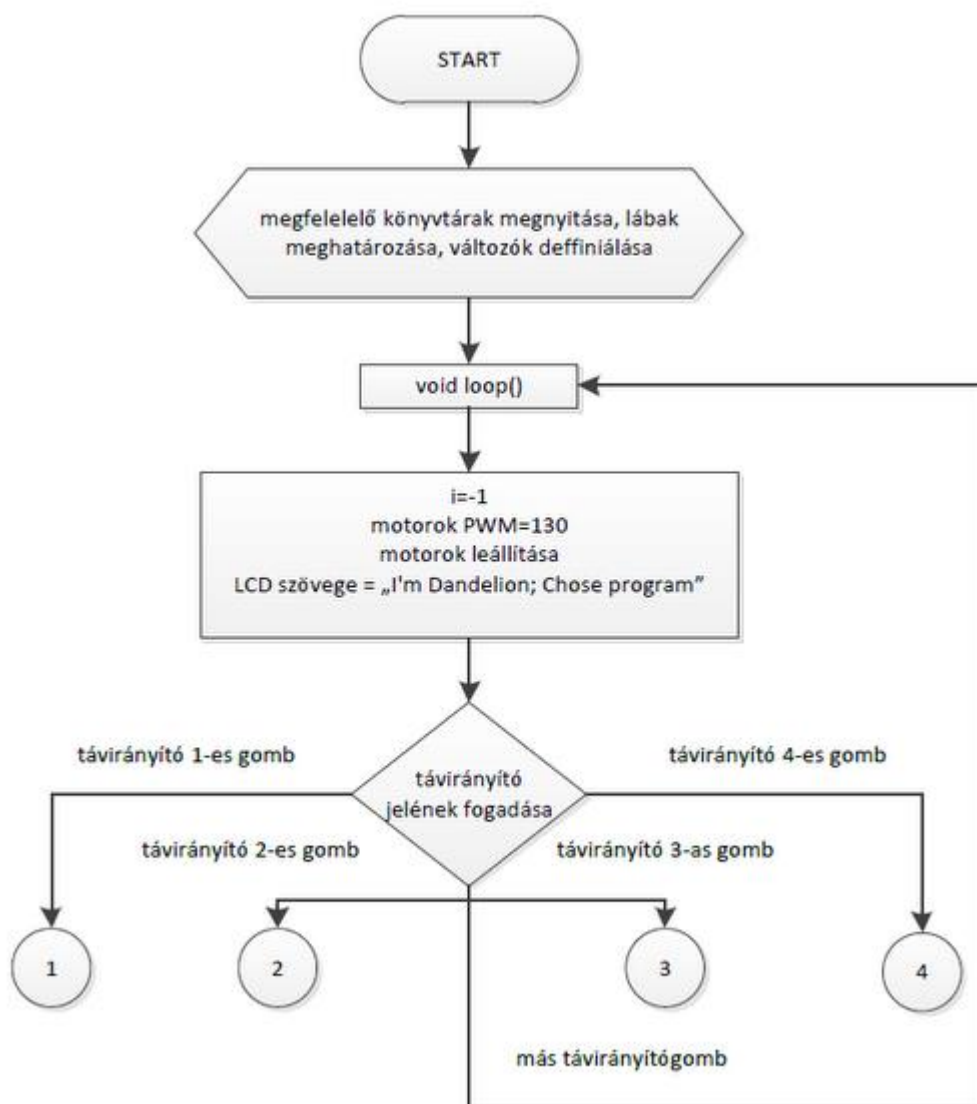 START
megfelelelő könyvtárak megnyitása, lábak
meghatározása, változók deffiniálása
void loop()
i=-1
motorok PWM=130
motorok leállítása
LCD szövege = „I'm Dandelion; Chose program”
távirányító 1-es gomb
távirányító 4-es gomb
távirányító
jelének fogadása
távirányító 2-es gomb
távirányító 3-as gomb
1
2
3
4
más távirányítógomb